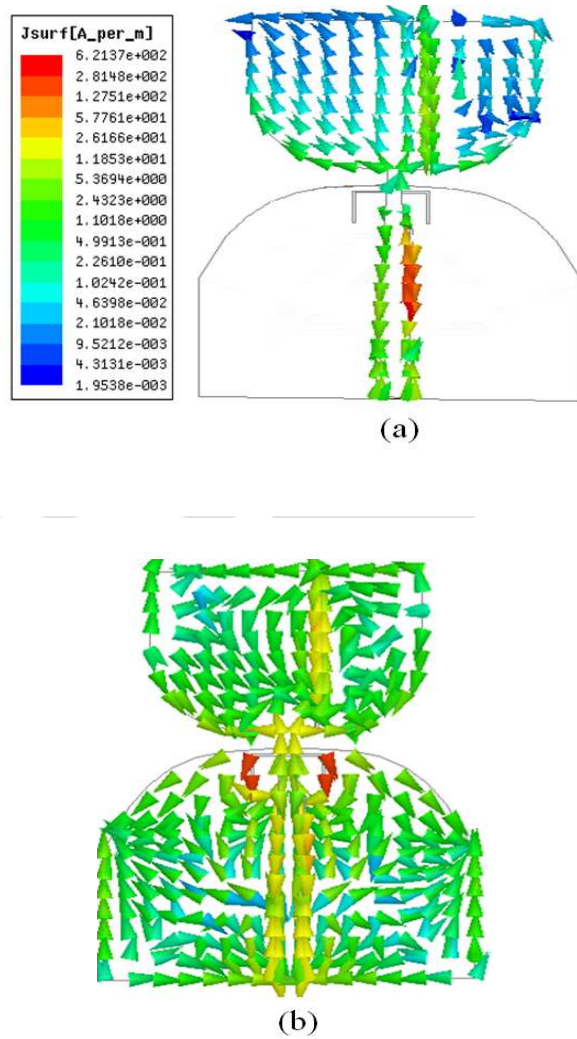 Jsurf[A_per_m]
6.2137e+002
2.8148e+002
1.2751e+002
5.7761e+001
2.6166e+001
1.1853e+001
5.3694e+000
2.4323e+000
1.1018e+000
4.9913e-001
2.2610e-001
1.0242e-001
4.6398e-002
2.1018e-002
9.5212e-003
4.3131e-003
1.9538e-003
(a)
(b)